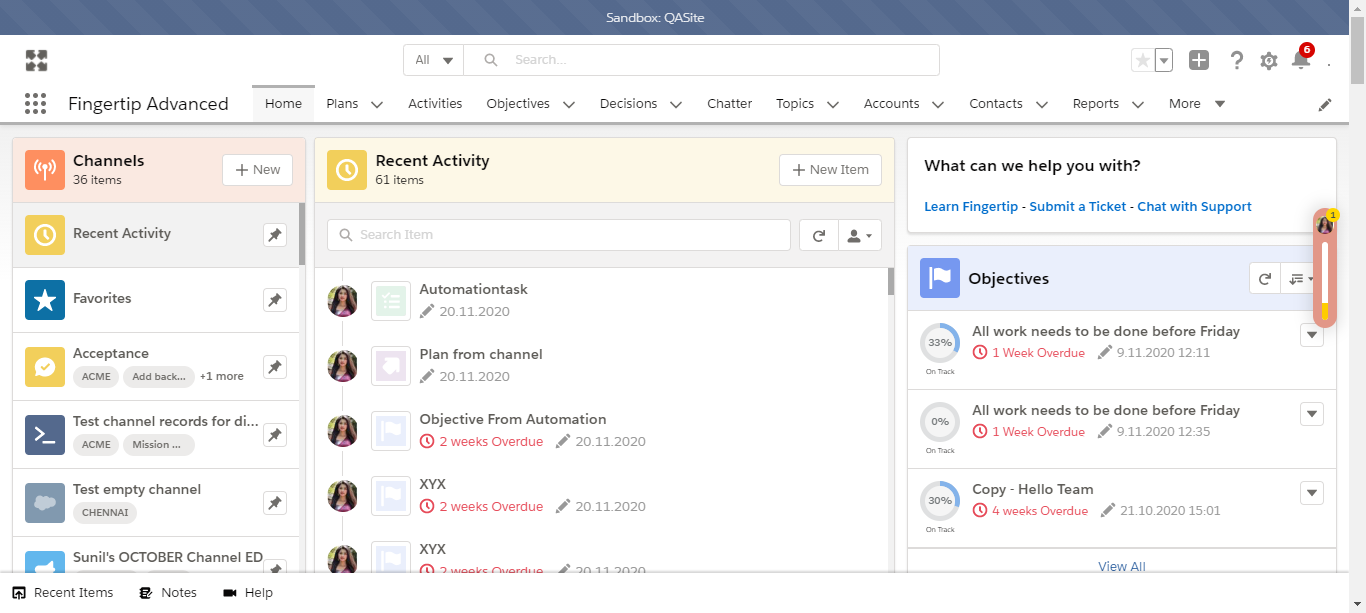 Sandbox: QASite
All
Search...
6
.
Fingertip Advanced
Home
Plans
Activities
Objectives
Decisions
Chatter
Topics
Accounts
Contacts
Reports
More
Channels
36 items
New
Recent Activity
Favorites
Acceptance
ACME
Add back...
+1 more
Test channel records for di...
ACME
Mission ...
Test empty channel
CHENNAI
Sunil's OCTOBER Channel ED
Recent Activity
61 items
New Item
Search Item
Automationtask
20.11.2020
Plan from channel
20.11.2020
Objective From Automation
2 weeks Overdue
20.11.2020
XYX
2 weeks Overdue
20.11.2020
XYX
2 weeks Overdue
20.11.2020
What can we help you with?
Learn Fingertip - Submit a Ticket - Chat with Support
1
Objectives
33%
On Track
All work needs to be done before Friday
1 Week Overdue
9.11.2020 12:11
0%
On Track
All work needs to be done before Friday
1 Week Overdue
9.11.2020 12:35
30%
On Track
Copy - Hello Team
4 weeks Overdue
21.10.2020 15:01
View All
Recent Items
Notes
Help